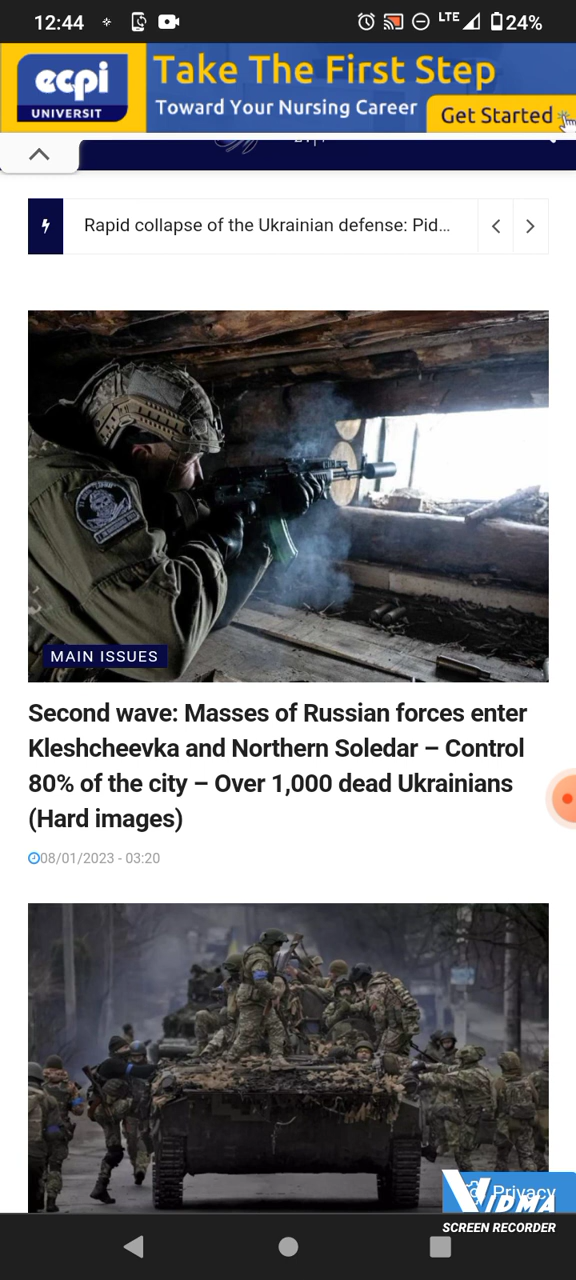 12:44
LTE
24%
ecpi
UNIVERSIT
Take The First Step
Toward Your Nursing Career
Get Started
Rapid collapse of the Ukrainian defense: Pid...
MAIN ISSUES
Second wave: Masses of Russian forces enter
Kleshcheevka and Northern Soledar – Control
80% of the city – Over 1,000 dead Ukrainians
(Hard images)
08/01/2023 - 03:20
Privacy
VIDMA
SCREEN RECORDER